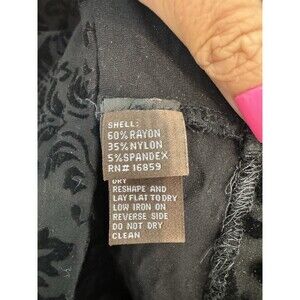 SHELL:
60% RAYON
35% NYLON
5% SPANDEX
RN# 16859
DRY
RESHAPE AND
LAY FLAT TO DRY
LOW IRON ON
REVERSE SIDE
DO NOT DRY
CLEAN